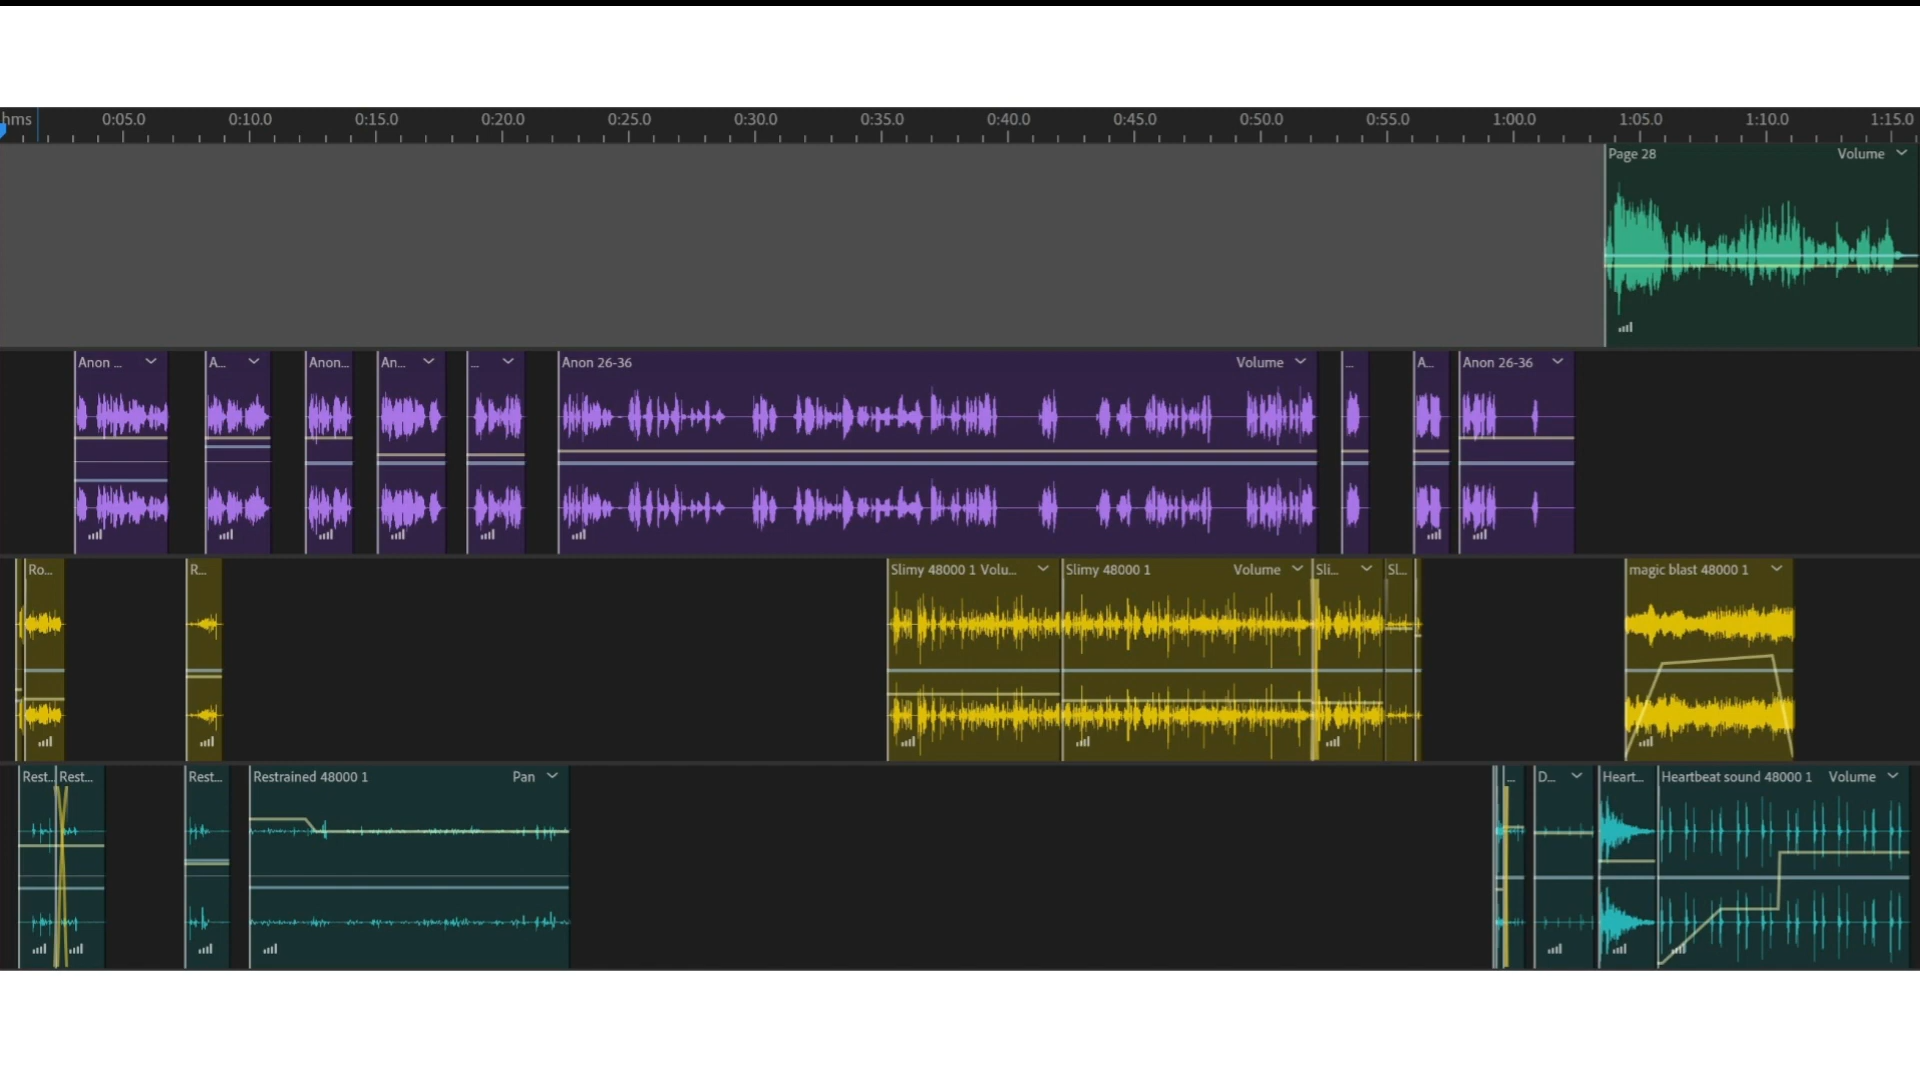 hms 0:05.0 0:10.0 0:15.0 0:20.0 0:25.0 0:30.0 0:35.0 0:40.0 0:45.0 0:50.0 0:55.0 1:00.0 1:05.0 1:10.0 1:15.0
Page 28 Volume
Anon ... A... Anon... An... ... Anon 26-36 Volume ... A... Anon 26-36
Ro... R... Slimy 48000 1 Volu... Slimy 48000 1 Volume Sli... Sl... magic blast 48000 1
Rest... Rest... Rest... Restrained 48000 1 Pan ... D... Heart... Heartbeat sound 48000 1 Volume